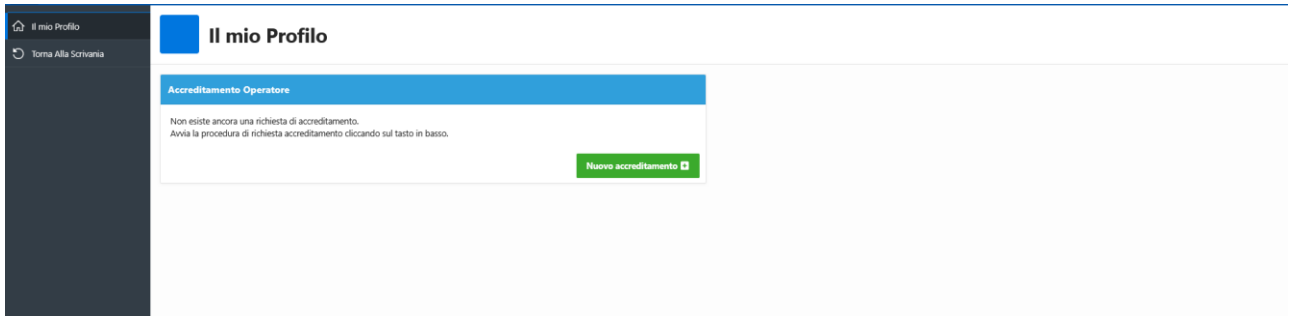 Il mio Profilo
Torna Alla Scrivania
Il mio Profilo
Accreditamento Operatore
Non esiste ancora una richiesta di accreditamento.
Avvia la procedura di richiesta accreditamento cliccando sul tasto in basso.
Nuovo accreditamento